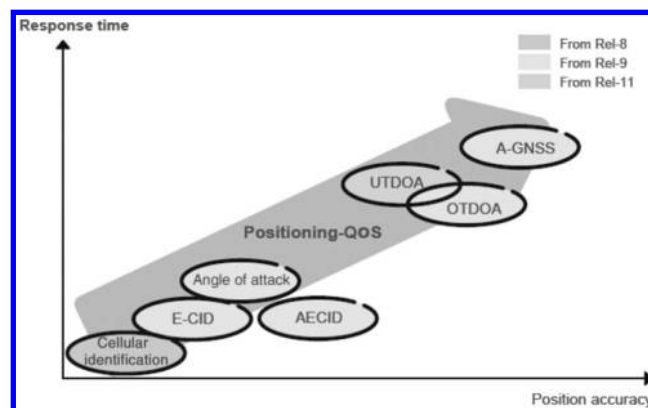 Response time
From Rel-8
From Rel-9
From Rel-11
A-GNSS
UTDOA
OTDOA
Positioning-QoS
Angle of attack
E-CID
AECID
Cellular
identification
Position accuracy